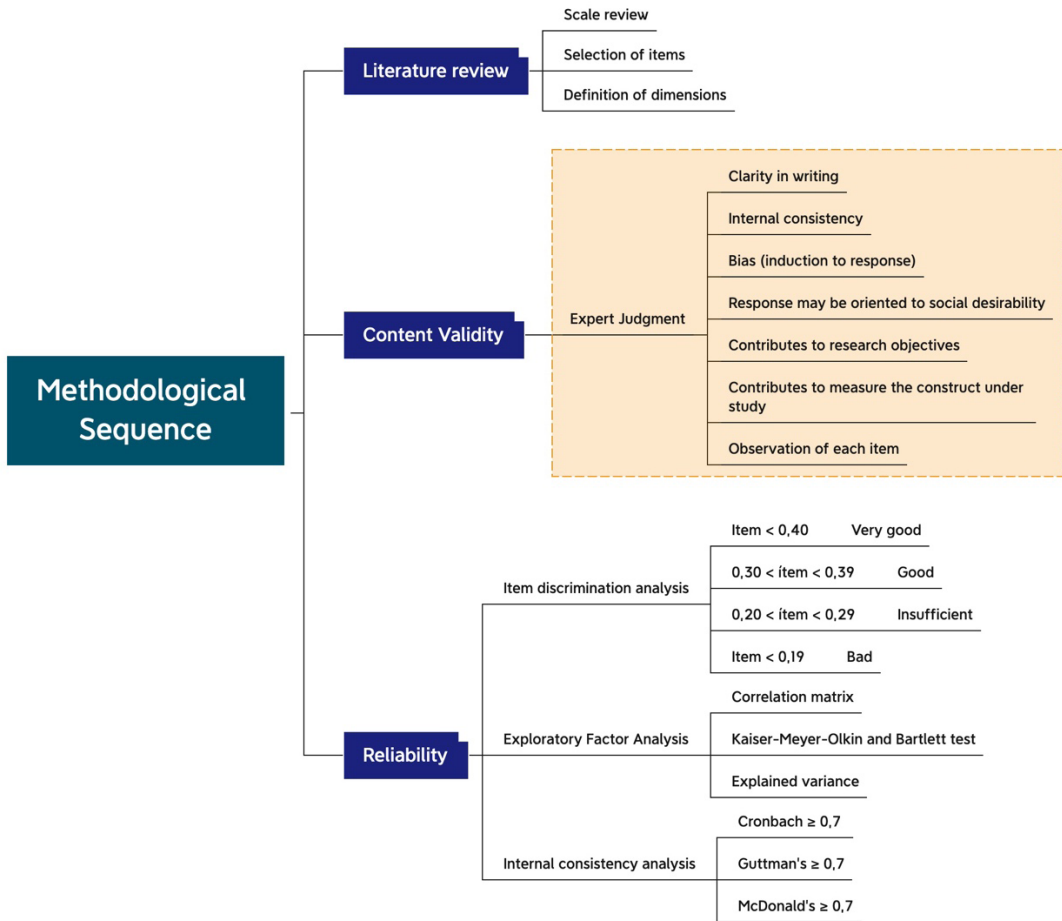 Methodological
Sequence
Literature review
Scale review
Selection of items
Definition of dimensions
Content Validity
Expert Judgment
Clarity in writing
Internal consistency
Bias (induction to response)
Response may be oriented to social desirability
Contributes to research objectives
Contributes to measure the construct under
study
Observation of each item
Reliability
Item discrimination analysis
Item < 0,40 Very good
0,30 < ítem < 0,39 Good
0,20 < ítem < 0,29 Insufficient
Item < 0,19 Bad
Exploratory Factor Analysis
Correlation matrix
Kaiser-Meyer-Olkin and Bartlett test
Explained variance
Internal consistency analysis
Cronbach ≥ 0,7
Guttman's ≥ 0,7
McDonald's ≥ 0,7